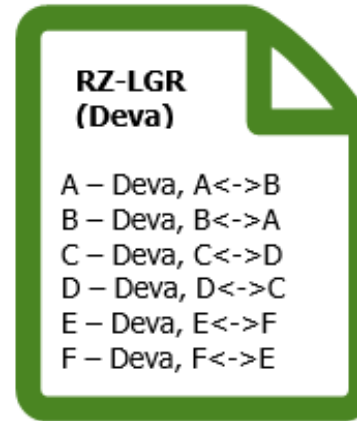 RZ-LGR
(Deva)
A – Deva, A<->B
B – Deva, B<->A
C – Deva, C<->D
D – Deva, D<->C
E – Deva, E<->F
F – Deva, F<->E